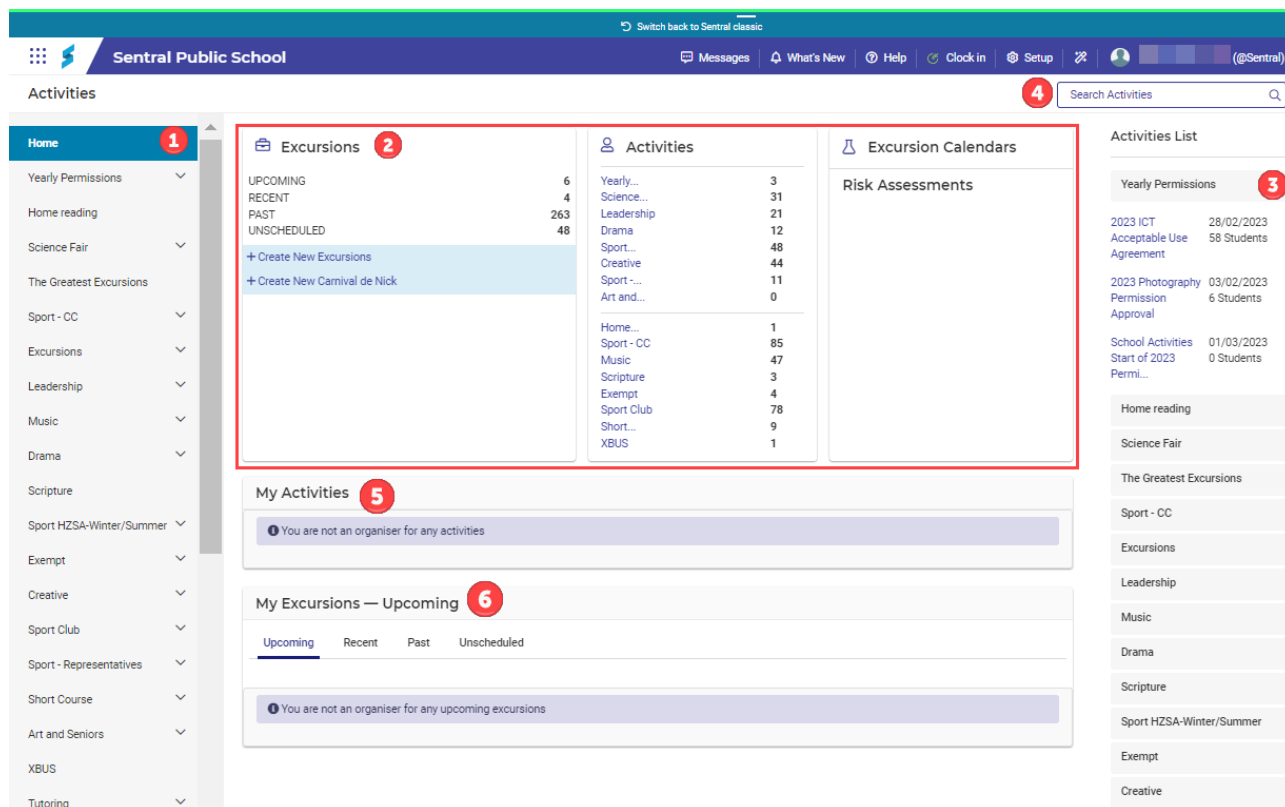 Switch back to Sentral classic
Sentral Public School
Messages
What's New
Help
Clock in
Setup
(@Sentral)
Activities
4
Search Activities
Home
1
Yearly Permissions
Home reading
Science Fair
The Greatest Excursions
Sport - CC
Excursions
Leadership
Music
Drama
Scripture
Sport HZSA-Winter/Summer
Exempt
Creative
Sport Club
Sport - Representatives
Short Course
Art and Seniors
XBUS
Tutoring
Excursions
2
UPCOMING 6
RECENT 4
PAST 263
UNSCHEDULED 48
+ Create New Excursions
+ Create New Carnival de Nick
Activities
Yearly... 3
Science... 31
Leadership 21
Drama 12
Sport... 48
Creative 44
Sport -... 11
Art and... 0
Home... 1
Sport - CC 85
Music 47
Scripture 3
Exempt 4
Sport Club 78
Short... 9
XBUS 1
Excursion Calendars
Risk Assessments
My Activities
5
You are not an organiser for any activities
My Excursions — Upcoming
6
Upcoming Recent Past Unscheduled
You are not an organiser for any upcoming excursions
Activities List
Yearly Permissions
3
2023 ICT 28/02/2023
Acceptable Use 58 Students
Agreement
2023 Photography 03/02/2023
Permission 6 Students
Approval
School Activities 01/03/2023
Start of 2023 0 Students
Permi...
Home reading
Science Fair
The Greatest Excursions
Sport - CC
Excursions
Leadership
Music
Drama
Scripture
Sport HZSA-Winter/Summer
Exempt
Creative